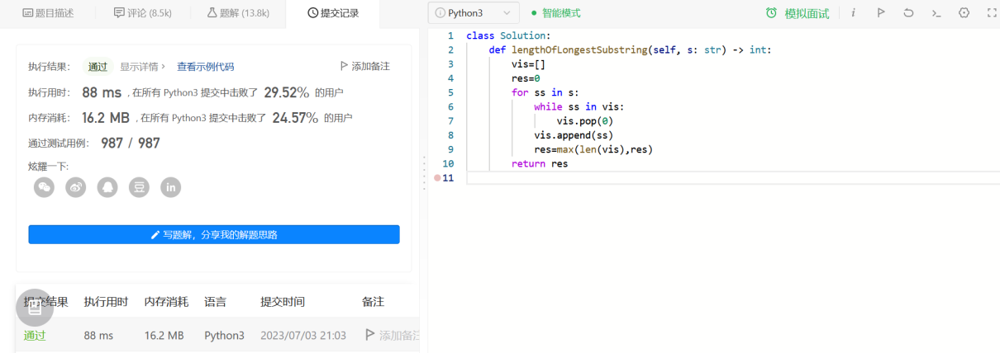 题目描述 评论 (8.5k) 题解 (13.8k) 提交记录
执行结果： 通过 显示详情 › 查看示例代码 添加备注
执行用时： 88 ms , 在所有 Python3 提交中击败了 29.52% 的用户
内存消耗： 16.2 MB , 在所有 Python3 提交中击败了 24.57% 的用户
通过测试用例： 987 / 987
炫耀一下:
豆 in
写题解，分享我的解题思路
提交结果 执行用时 内存消耗 语言 提交时间 备注
通过 88 ms 16.2 MB Python3 2023/07/03 21:03 添加备注
Python3 智能模式 模拟面试 i
1 class Solution:
2 def lengthOfLongestSubstring(self, s: str) -> int:
3 vis=[]
4 res=0
5 for ss in s:
6 while ss in vis:
7 vis.pop(0)
8 vis.append(ss)
9 res=max(len(vis),res)
10 return res
11